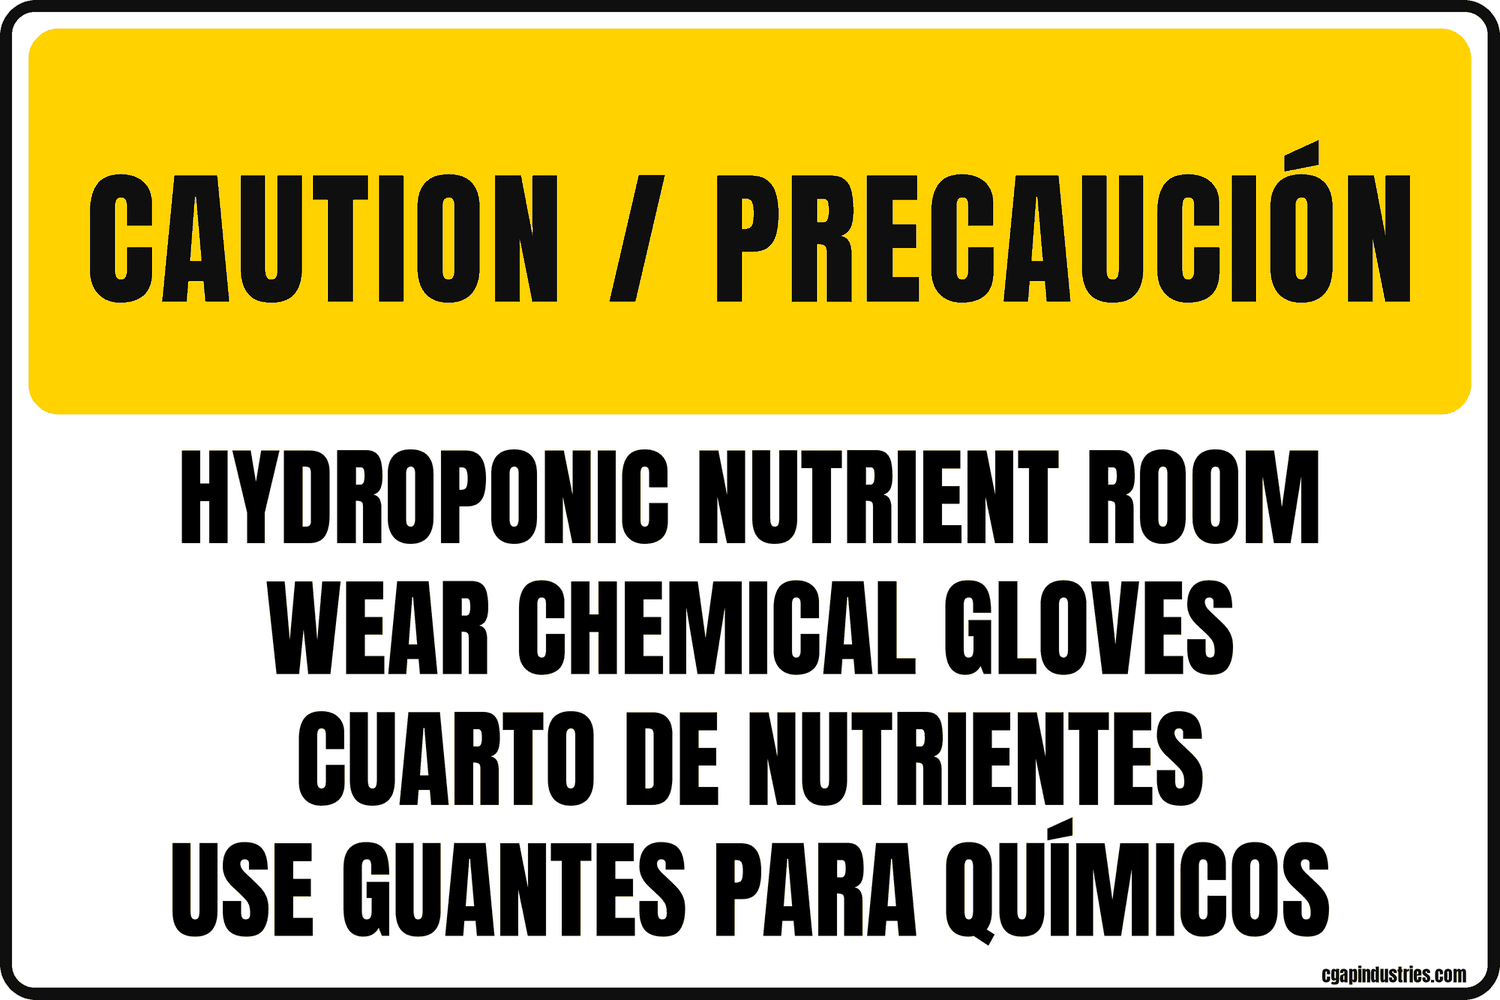 CAUTION / PRECAUCIÓN
HYDROPONIC NUTRIENT ROOM
WEAR CHEMICAL GLOVES
CUARTO DE NUTRIENTES
USE GUANTES PARA QUÍMICOS
cgapindustries.com